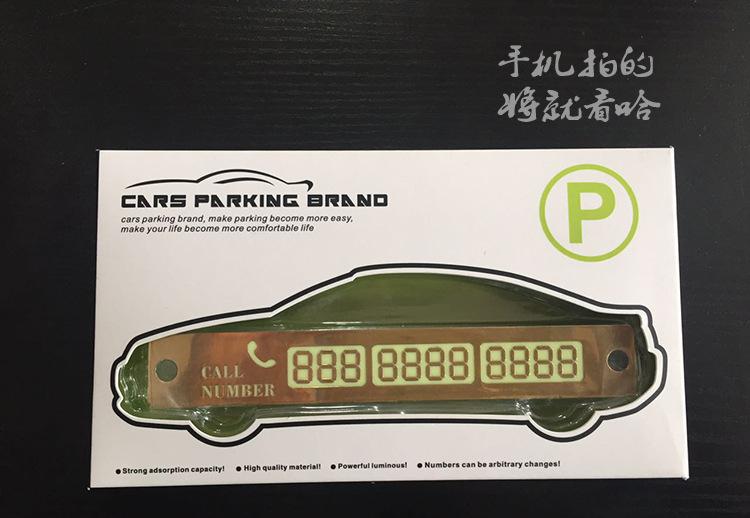 手机拍的
将就看哈
CARS PARKING BRAND
cars parking brand, make parking become more easy,
make your life become more comfortable life
P
CALL
NUMBER
888 8888 8888
● Strong adsorption capacity! ● High quality material! ● Powerful luminous! ● Numbers can be arbitrary changes!